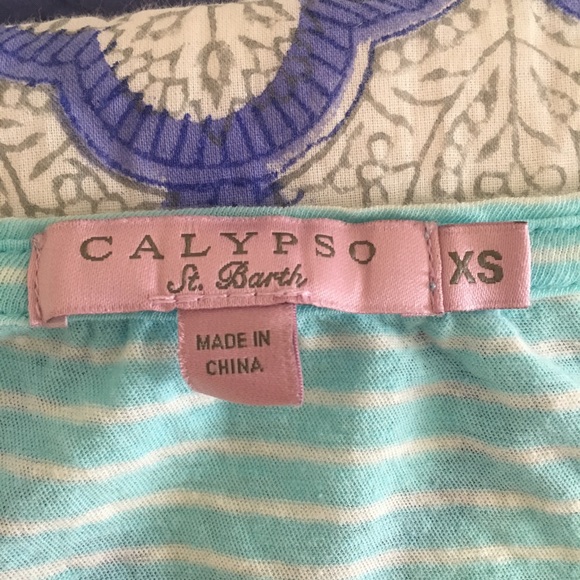 CALYPSO
St. Barth
XS
MADE IN
CHINA